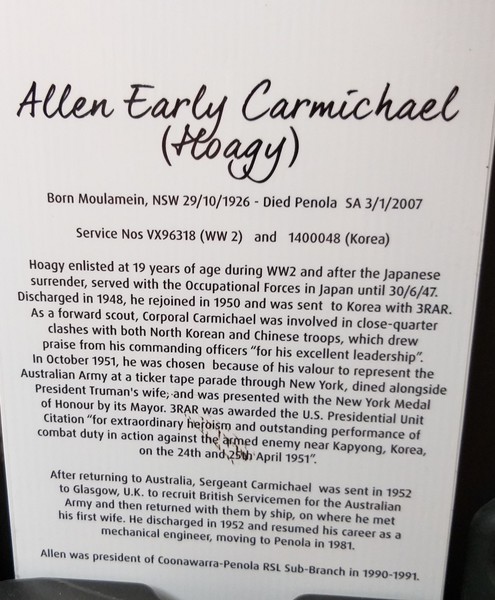 Allen Early Carmichael
(Hoagy)
Born Moulamein, NSW 29/10/1926 - Died Penola SA 3/1/2007
Service Nos VX96318 (WW 2) and 1400048 (Korea)
Hoagy enlisted at 19 years of age during WW2 and after the Japanese
surrender, served with the Occupational Forces in Japan until 30/6/47.
Discharged in 1948, he rejoined in 1950 and was sent to Korea with 3RAR.
As a forward scout, Corporal Carmichael was involved in close-quarter
clashes with both North Korean and Chinese troops, which drew
praise from his commanding officers "for his excellent leadership".
In October 1951, he was chosen because of his valour to represent the
Australian Army at a ticker tape parade through New York, dined alongside
President Truman's wife, and was presented with the New York Medal
of Honour by its Mayor. 3RAR was awarded the U.S. Presidential Unit
Citation "for extraordinary heroism and outstanding performance of
combat duty in action against the armed enemy near Kapyong, Korea,
on the 24th and 25th April 1951".
After returning to Australia, Sergeant Carmichael was sent in 1952
to Glasgow, U.K. to recruit British Servicemen for the Australian
Army and then returned with them by ship, on where he met
his first wife. He discharged in 1952 and resumed his career as a
mechanical engineer, moving to Penola in 1981.
Allen was president of Coonawarra-Penola RSL Sub-Branch in 1990-1991.